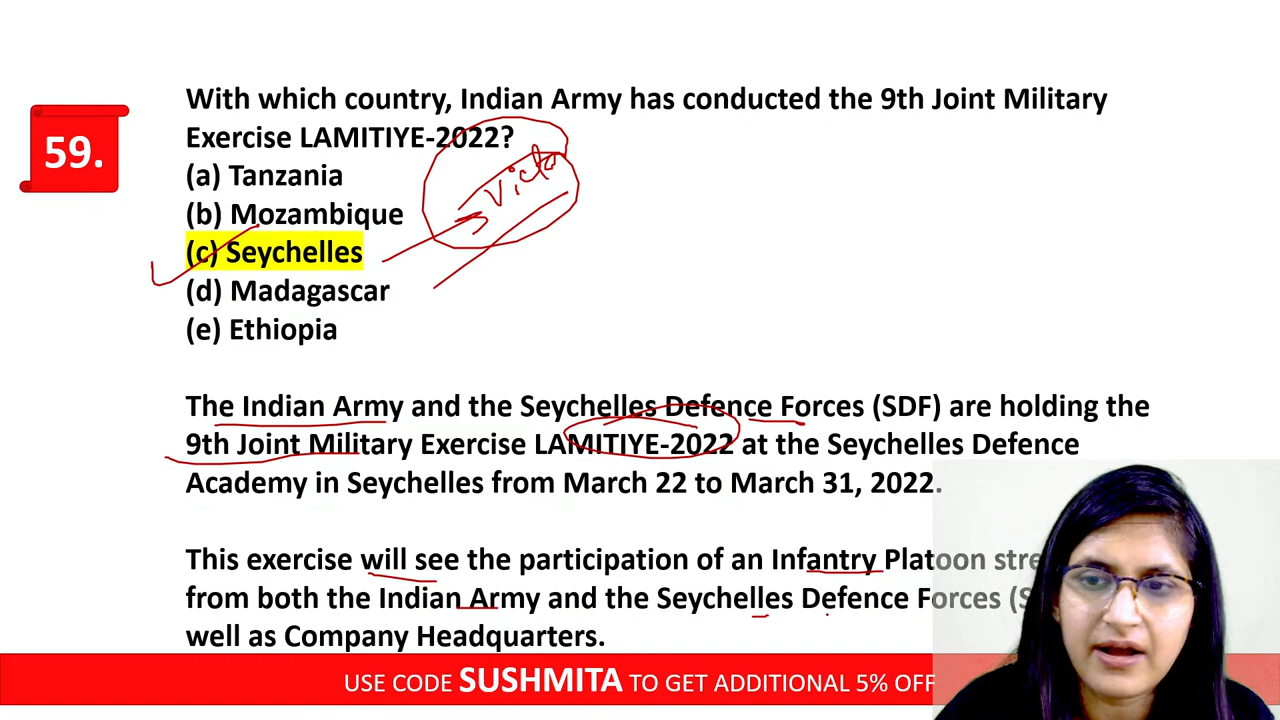 59.
With which country, Indian Army has conducted the 9th Joint Military
Exercise LAMITIYE-2022?
(a) Tanzania
(b) Mozambique
(c) Seychelles
(d) Madagascar
(e) Ethiopia
The Indian Army and the Seychelles Defence Forces (SDF) are holding the
9th Joint Military Exercise LAMITIYE-2022 at the Seychelles Defence
Academy in Seychelles from March 22 to March 31, 2022.
This exercise will see the participation of an Infantry Platoon
from both the Indian Army and the Seychelles Defence Forces
well as Company Headquarters.
USE CODE SUSHMITA TO GET ADDITIONAL 5% OFF